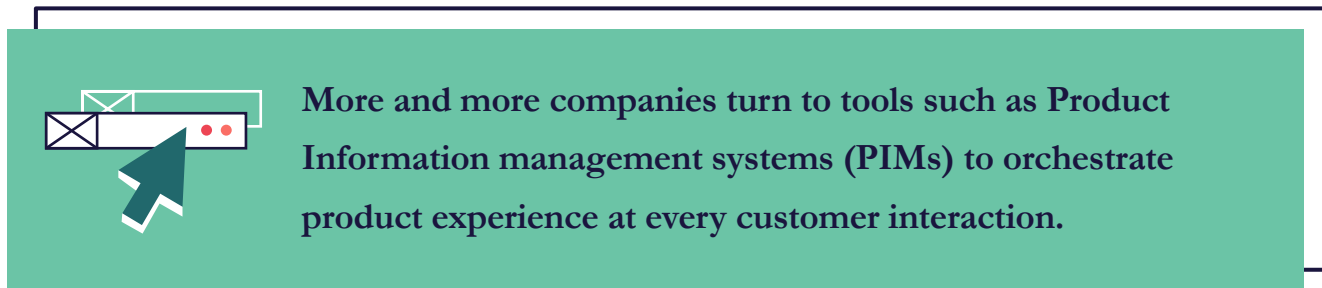 More and more companies turn to tools such as Product
Information management systems (PIMs) to orchestrate
product experience at every customer interaction.